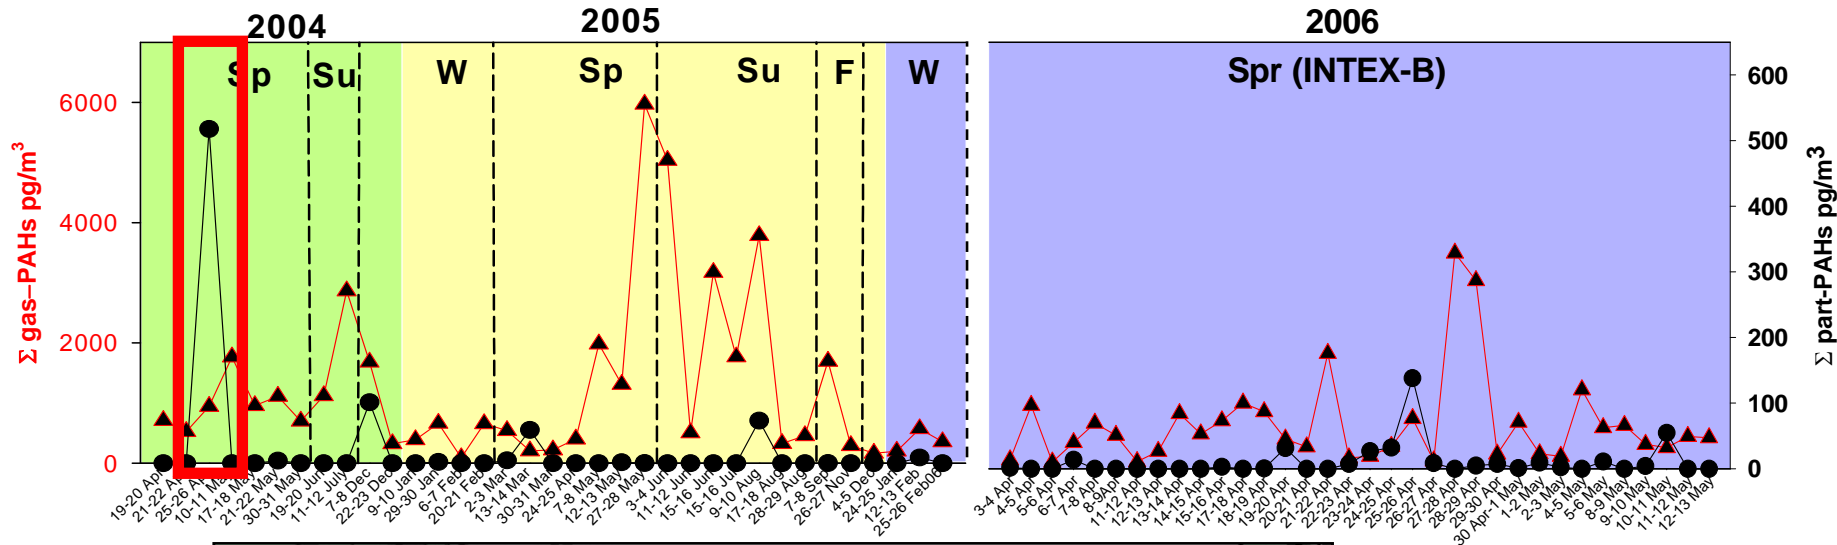 2004 2005 2006
Sp Su W Sp Su F W Spr (INTEX-B)
Σ gas–PAHs pg/m³
6000
4000
2000
0
600
500
400
300
200
100
0
Σ part-PAHs pg/m³
19-20 Apr
25-26 Apr
10-11 May
17-18 May
21-22 May
30-31 May
19-20 Jun
11-12 July
7-8 Dec
22-23 Dec
9-10 Jan
29-30 Jan
6-7 Feb
20-21 Feb
2-3 Mar
13-14 Mar
30-31 Mar
24-25 Apr
7-8 May
12-13 May
27-28 May
3-4 Jun
11-12 Jun
15-16 Jun
15-16 Jul
9-10 Aug
17-18 Aug
28-29 Aug
7-8 Sep
26-27 Nov
4-5 Dec
24-25 Jan
12-13 Feb
25-26 Feb06
3-4 Apr
4-5 Apr
5-6 Apr
6-7 Apr
7-8 Apr
8-9Apr
11-12 Apr
12-13 Apr
13-14 Apr
14-15 Apr
15-16 Apr
17-18 Apr
18-19 Apr
19-20 Apr
20-21 Apr
21-22 Apr
22-23 Apr
23-24 Apr
24-25 Apr
25-26 Apr
26-27 Apr
27-28 Apr
28-29 Apr
29-30 Apr
30 Apr-1 May
1-2 May
2-3 May
4-5 May
5-6 May
8-9 May
9-10 May
10-11 May
11-12 May
12-13 May